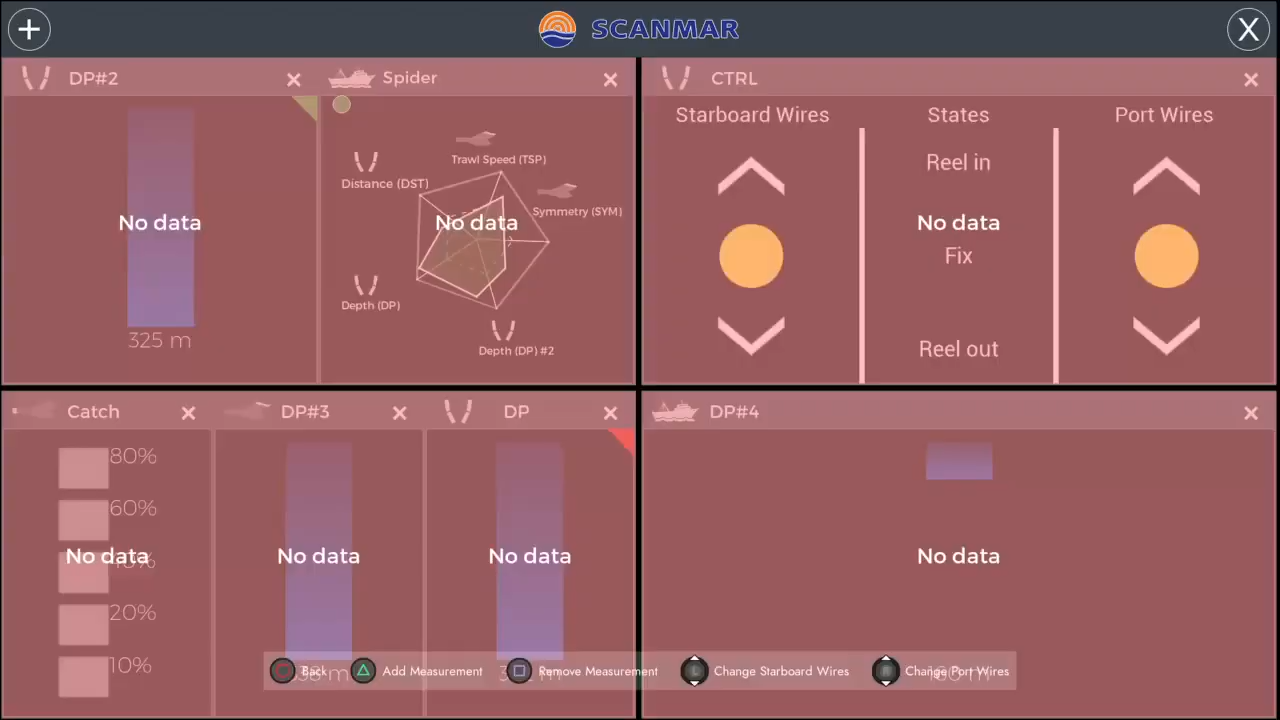 +
SCANMAR
X
DP#2 ×
Spider ×
CTRL ×
No data
325 m
Trawl Speed (TSP)
Distance (DST)
Symmetry (SYM)
No data
Depth (DP)
Depth (DP) #2
Starboard Wires
States
Port Wires
Reel in
No data
Fix
Reel out
Catch ×
DP#3 ×
DP ×
DP#4 ×
80%
60%
No data
20%
10%
No data
No data
No data
Back
Add Measurement
Remove Measurement
Change Starboard Wires
Change Port Wires